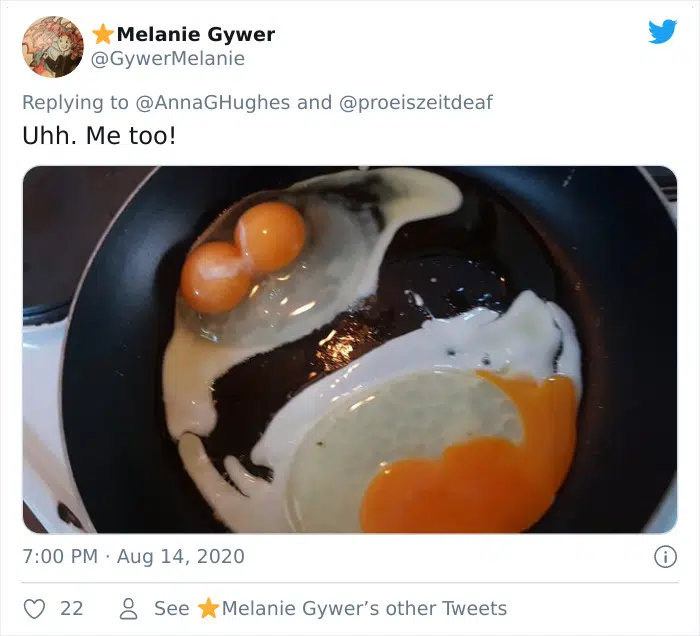 ⭐Melanie Gywer
@GywerMelanie
Replying to @AnnaGHughes and @proeiszeitdeaf
Uhh. Me too!
7:00 PM · Aug 14, 2020
22
See ⭐Melanie Gywer’s other Tweets